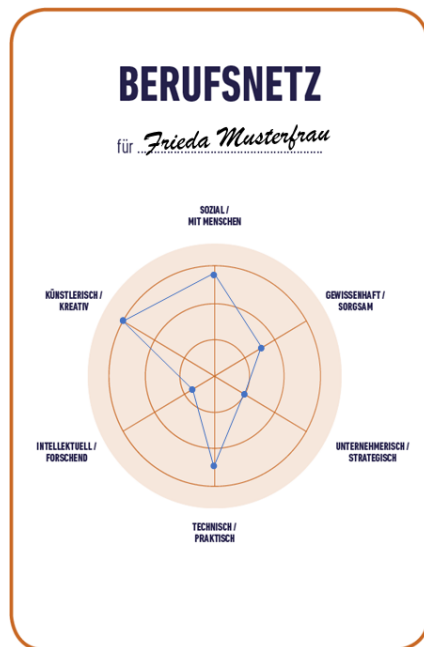 BERUFSNETZ
für Frieda Musterfrau
SOZIAL /
MIT MENSCHEN
KÜNSTLERISCH /
KREATIV
GEWISSENHAFT /
SORGSAM
INTELLEKTUELL /
FORSCHEND
UNTERNEHMERISCH /
STRATEGISCH
TECHNISCH /
PRAKTISCH